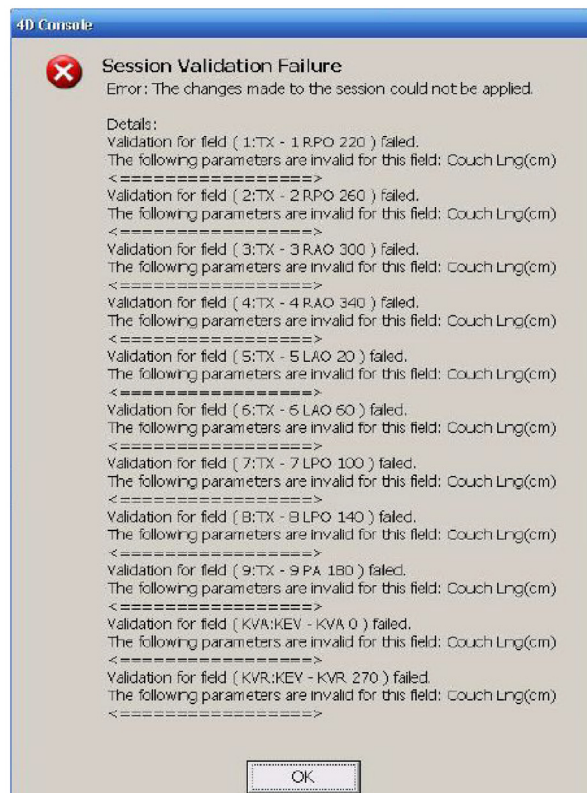 4D Console
Session Validation Failure
Error: The changes made to the session could not be applied.
Details:
Validation for field ( 1:TX - 1 RPO 220 ) failed.
The following parameters are invalid for this field: Couch Lng(cm)
<==================>
Validation for field ( 2:TX - 2 RPO 260 ) failed.
The following parameters are invalid for this field: Couch Lng(cm)
<==================>
Validation for field ( 3:TX - 3 RAO 300 ) failed.
The following parameters are invalid for this field: Couch Lng(cm)
<==================>
Validation for field ( 4:TX - 4 RAO 340 ) failed.
The following parameters are invalid for this field: Couch Lng(cm)
<==================>
Validation for field ( 5:TX - 5 LAO 20 ) failed.
The following parameters are invalid for this field: Couch Lng(cm)
<==================>
Validation for field ( 6:TX - 6 LAO 60 ) failed.
The following parameters are invalid for this field: Couch Lng(cm)
<==================>
Validation for field ( 7:TX - 7 LPO 100 ) failed.
The following parameters are invalid for this field: Couch Lng(cm)
<==================>
Validation for field ( 8:TX - 8 LPO 140 ) failed.
The following parameters are invalid for this field: Couch Lng(cm)
<==================>
Validation for field ( 9:TX - 9 PA 180 ) failed.
The following parameters are invalid for this field: Couch Lng(cm)
<==================>
Validation for field ( KVA:KEV - KVA 0 ) failed.
The following parameters are invalid for this field: Couch Lng(cm)
<==================>
Validation for field ( KVR:KEV - KVR 270 ) failed.
The following parameters are invalid for this field: Couch Lng(cm)
<==================>
OK